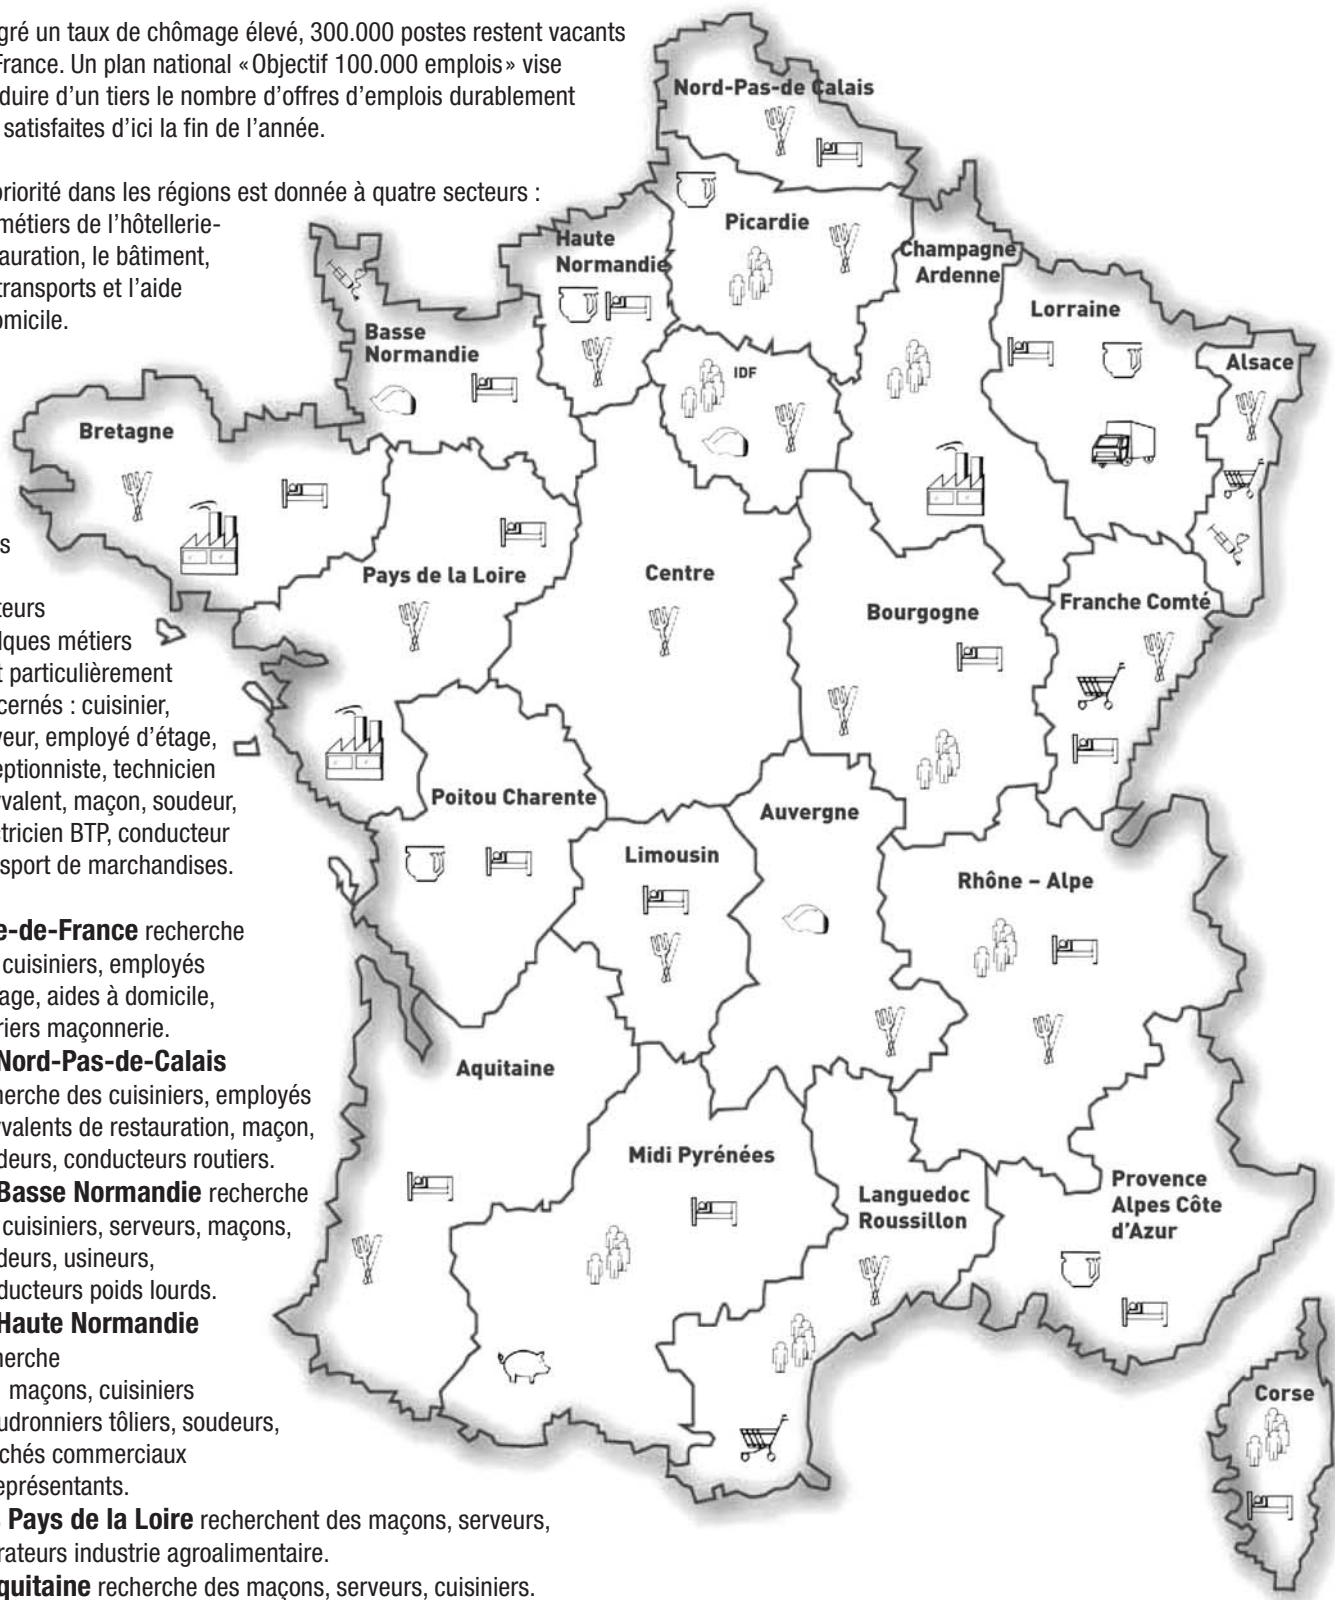 gré un taux de chômage élevé, 300.000 postes restent vacants
France. Un plan national «Objectif 100.000 emplois» vise
duire d'un tiers le nombre d'offres d'emplois durablement
satisfaites d'ici la fin de l'année.
priorité dans les régions est donnée à quatre secteurs :
métiers de l'hôtellerie-
auration, le bâtiment,
transports et l'aide
omicile.
s
teurs
lques métiers
t particulièrement
cernés : cuisinier,
veur, employé d'étage,
eptionniste, technicien
yvalent, maçon, soudeur,
ctricien BTP, conducteur
sport de marchandises.
e-de-France recherche
cuisiniers, employés
age, aides à domicile,
riers maçonnerie.
Nord-Pas-de-Calais
herche des cuisiniers, employés
yvalents de restauration, maçon,
deurs, conducteurs routiers.
Basse Normandie recherche
cuisiniers, serveurs, maçons,
deurs, usineurs,
ducteurs poids lourds.
Haute Normandie
herche
maçons, cuisiniers
udronniers tôliers, soudeurs,
chés commerciaux
eprésentants.
Pays de la Loire recherchent des maçons, serveurs,
rateurs industrie agroalimentaire.
quitaine recherche des maçons, serveurs, cuisiniers.
Nord-Pas-de Calais
Picardie
Haute
Normandie
Champagne
Ardenne
Lorraine
Alsace
Basse
Normandie
IDF
Bretagne
Pays de la Loire
Centre
Bourgogne
Franche Comté
Poitou Charente
Limousin
Auvergne
Rhône – Alpe
Aquitaine
Midi Pyrénées
Languedoc
Roussillon
Provence
Alpes Côte
d'Azur
Corse